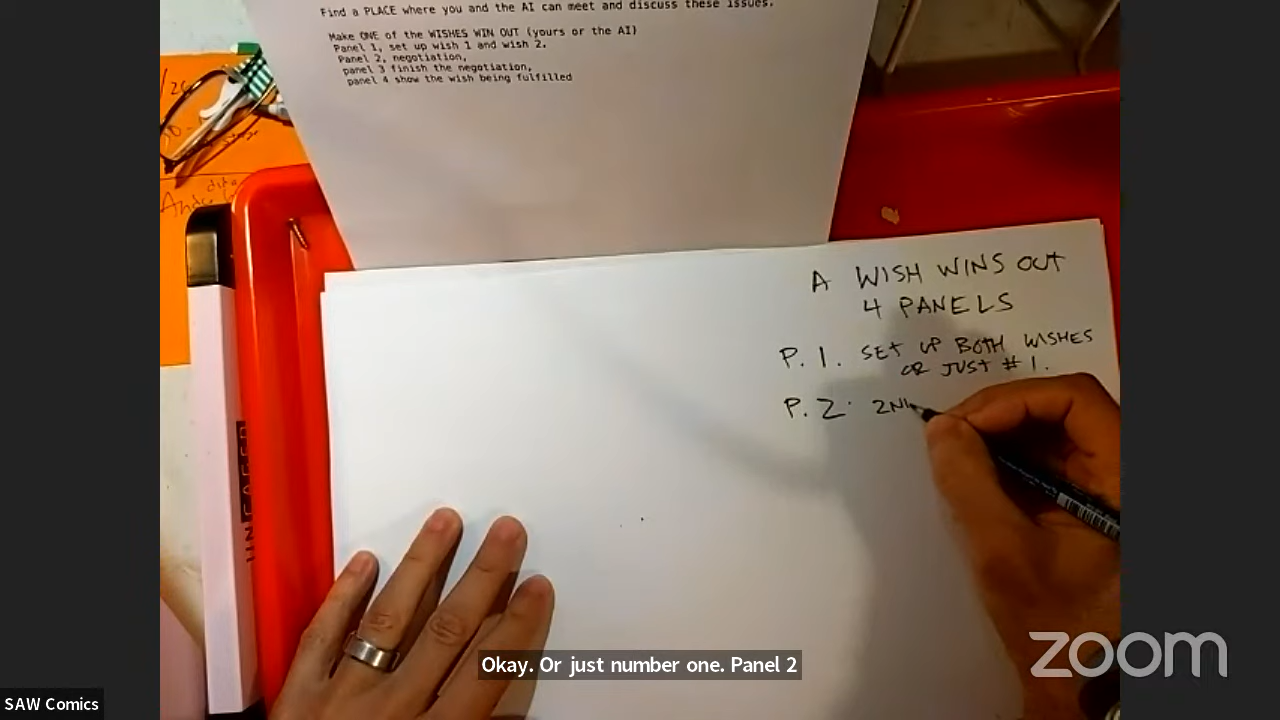 Find a PLACE where you and the AI can meet and discuss these issues.
Make ONE of the WISHES WIN OUT (yours or the AI)
Panel 1, set up wish 1 and wish 2,
Panel 2, negotiation,
panel 3 finish the negotiation,
panel 4 show the wish being fulfilled
A WISH WINS OUT
4 PANELS
P. 1. SET UP BOTH WISHES
OR JUST # 1.
P. 2. 2N
Okay. Or just number one. Panel 2
zoom
SAW Comics